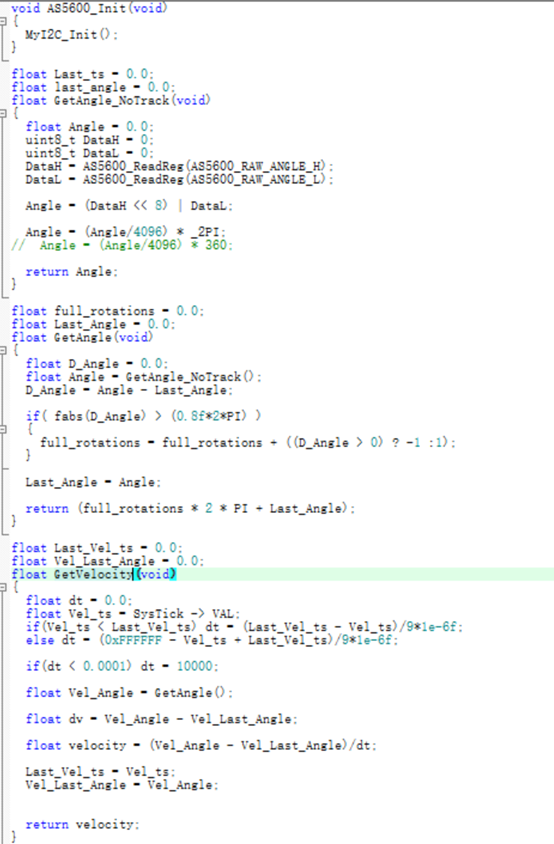 void AS5600_Init(void)
{
  MyI2C_Init();
}
float Last_ts = 0.0;
float last_angle = 0.0;
float GetAngle_NoTrack(void)
{
  float Angle = 0.0;
  uint8_t DataH = 0;
  uint8_t DataL = 0;
  DataH = AS5600_ReadReg(AS5600_RAW_ANGLE_H);
  DataL = AS5600_ReadReg(AS5600_RAW_ANGLE_L);
  Angle = (DataH << 8) | DataL;
  Angle = (Angle/4096) * _2PI;
//  Angle = (Angle/4096) * 360;
  return Angle;
}
float full_rotations = 0.0;
float Last_Angle = 0.0;
float GetAngle(void)
{
  float D_Angle = 0.0;
  float Angle = GetAngle_NoTrack();
  D_Angle = Angle - Last_Angle;
  if( fabs(D_Angle) > (0.8f*2*PI) )
  {
    full_rotations = full_rotations + ((D_Angle > 0) ? -1 :1);
  }
  Last_Angle = Angle;
  return (full_rotations * 2 * PI + Last_Angle);
}
float Last_Vel_ts = 0.0;
float Vel_Last_Angle = 0.0;
float GetVelocity(void)
{
  float dt = 0.0;
  float Vel_ts = SysTick -> VAL;
  if(Vel_ts < Last_Vel_ts) dt = (Last_Vel_ts - Vel_ts)/9*1e-6f;
  else dt = (0xFFFFFF - Vel_ts + Last_Vel_ts)/9*1e-6f;
  if(dt < 0.0001) dt = 10000;
  float Vel_Angle = GetAngle();
  float dv = Vel_Angle - Vel_Last_Angle;
  float velocity = (Vel_Angle - Vel_Last_Angle)/dt;
  Last_Vel_ts = Vel_ts;
  Vel_Last_Angle = Vel_Angle;
  return velocity;
}